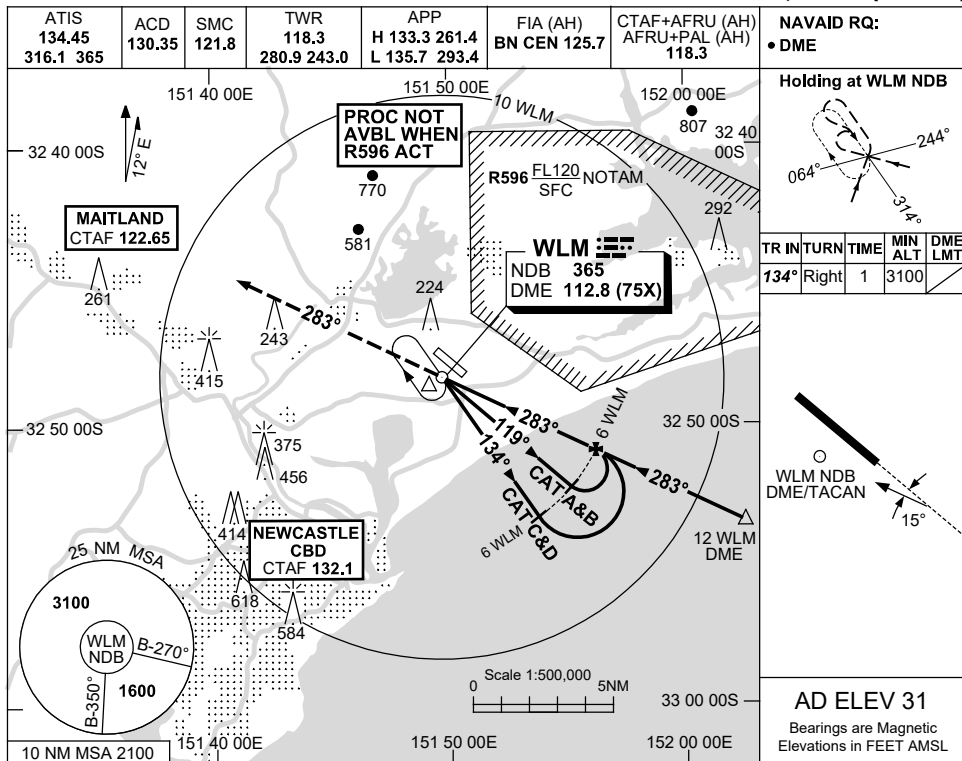 ATIS
134.45
316.1 365
ACD
130.35
SMC
121.8
TWR
118.3
280.9 243.0
APP
H 133.3 261.4
L 135.7 293.4
FIA (AH)
BN CEN 125.7
CTAF+AFRU (AH)
AFRU+PAL (AH)
118.3
NAVAID RQ:
• DME
151 40 00E
151 50 00E
152 00 00E
10 WLM
PROC NOT
AVBL WHEN
R596 ACT
807
32 40 00S
32 40
00S
12° E
770
R596 FL120 NOTAM
SFC
MAITLAND
CTAF 122.65
581
292
WLM
NDB 365
DME 112.8 (75X)
261
224
283°
243
415
283°
6 WLM
32 50 00S
32 50 00S
119°
134°
375
456
CAT A&B
283°
CAT C&D
6 WLM
12 WLM
DME
414
NEWCASTLE
CBD
CTAF 132.1
618
584
25 NM MSA
3100
WLM
NDB
B-270°
B-350°
1600
Scale 1:500,000
0 5NM
33 00 00S
10 NM MSA 2100
151 40 00E
151 50 00E
152 00 00E
Holding at WLM NDB
244°
064°
314°
TR IN TURN TIME MIN ALT DME LMT
134° Right 1 3100
WLM NDB
DME/TACAN
15°
AD ELEV 31
Bearings are Magnetic
Elevations in FEET AMSL